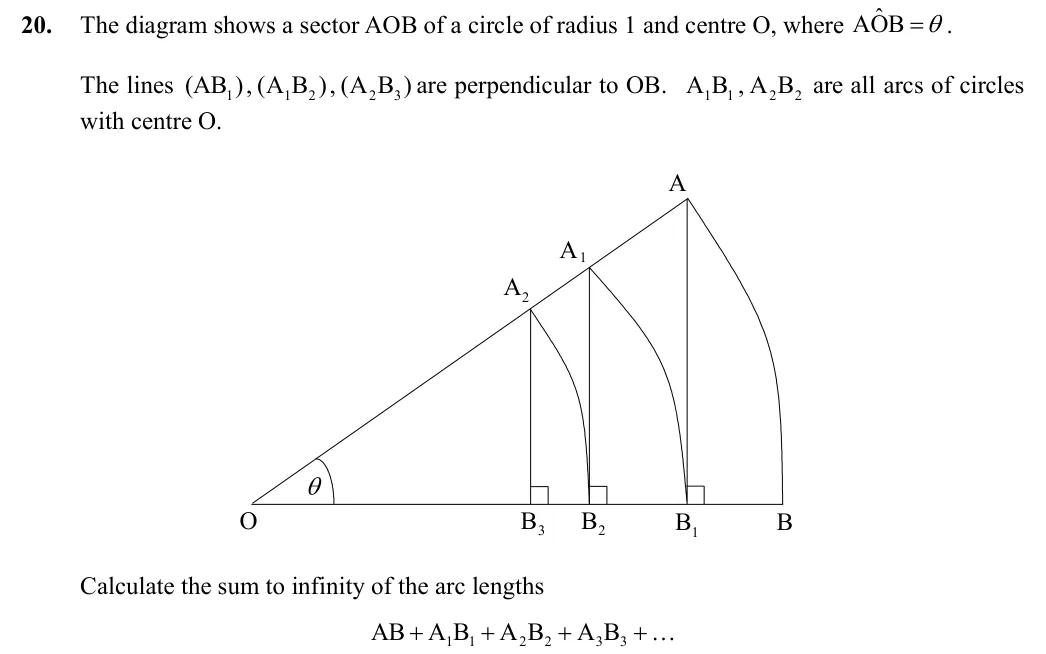 20. The diagram shows a sector AOB of a circle of radius 1 and centre O, where AÔB = θ.
The lines (AB₁), (A₁B₂), (A₂B₃) are perpendicular to OB. A₁B₁, A₂B₂ are all arcs of circles
with centre O.
A
A₁
A₂
θ
O B₃ B₂ B₁ B
Calculate the sum to infinity of the arc lengths
AB + A₁B₁ + A₂B₂ + A₃B₃ + ...